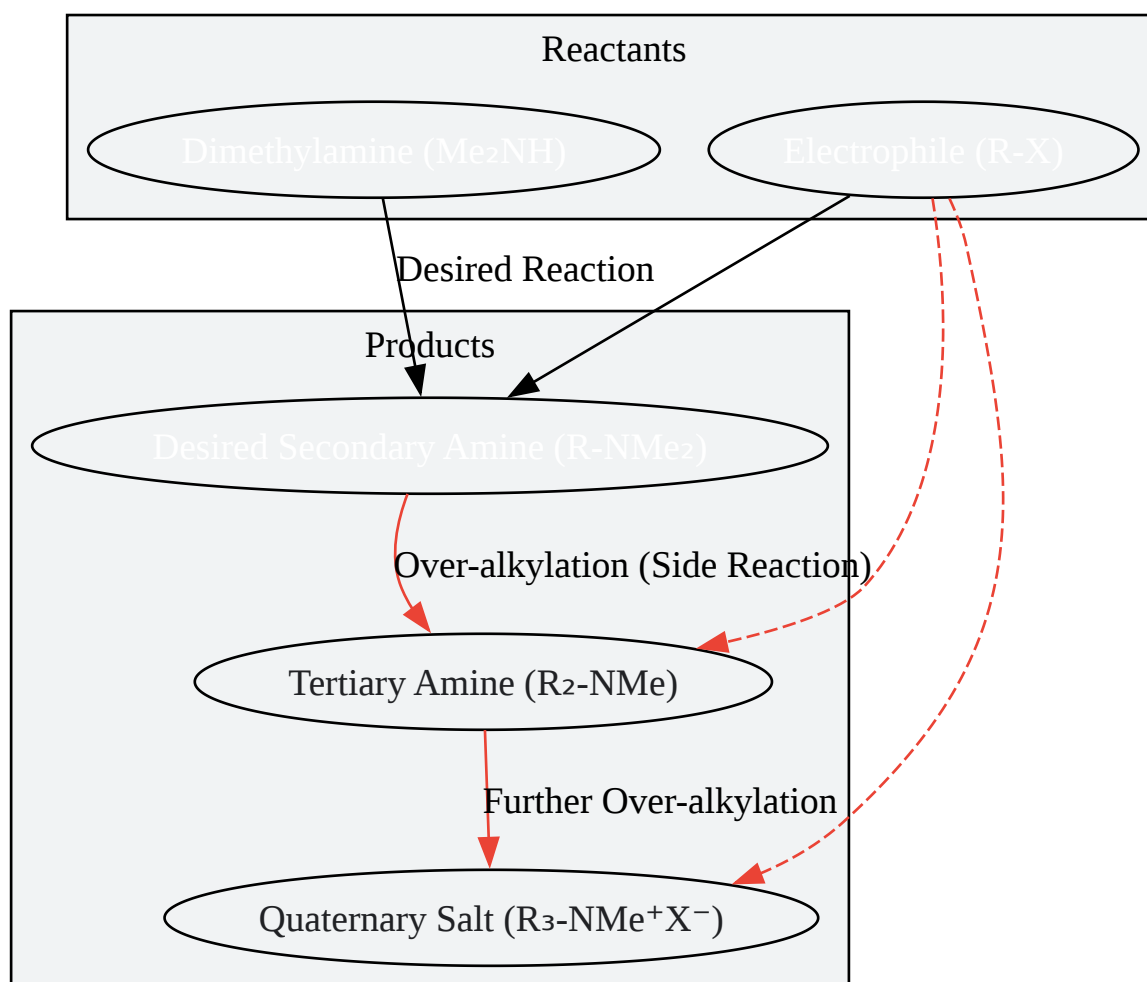 Reactants
Dimethylamine (Me₂NH)
Electrophile (R-X)
Desired Reaction
Products
Desired Secondary Amine (R-NMe₂)
Over-alkylation (Side Reaction)
Tertiary Amine (R₂-NMe)
Further Over-alkylation
Quaternary Salt (R₃-NMe⁺X⁻)